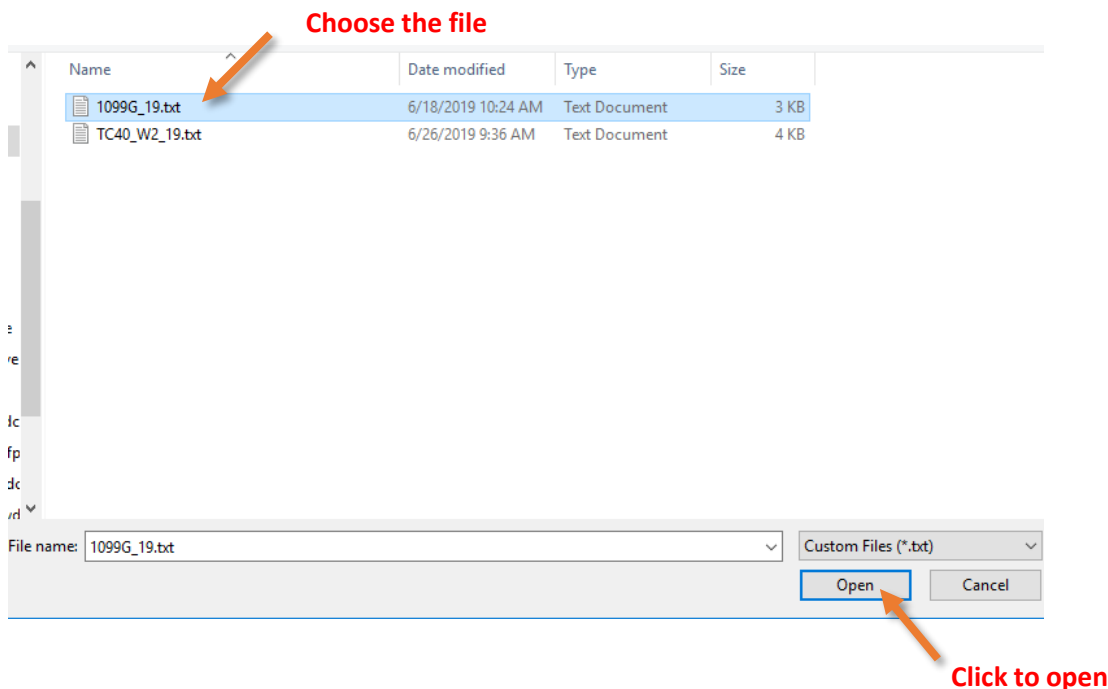 Choose the file
Name Date modified Type Size
1099G_19.txt 6/18/2019 10:24 AM Text Document 3 KB
TC40_W2_19.txt 6/26/2019 9:36 AM Text Document 4 KB
File name: 1099G_19.txt Custom Files (*.txt)
Open Cancel
Click to open